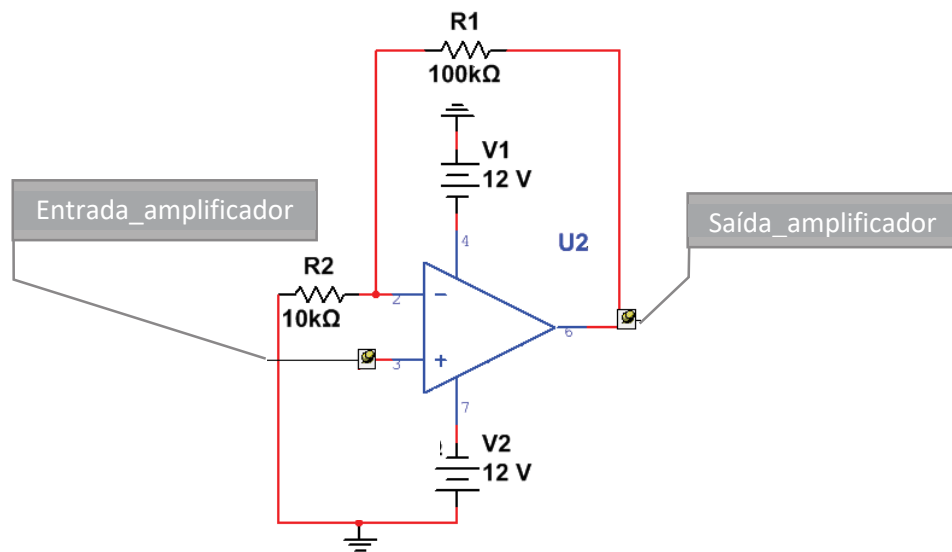 R1
100kΩ
V1
12 V
Entrada_amplificador
Saída_amplificador
4
U2
R2
10kΩ
2
−
6
3
+
7
V2
12 V